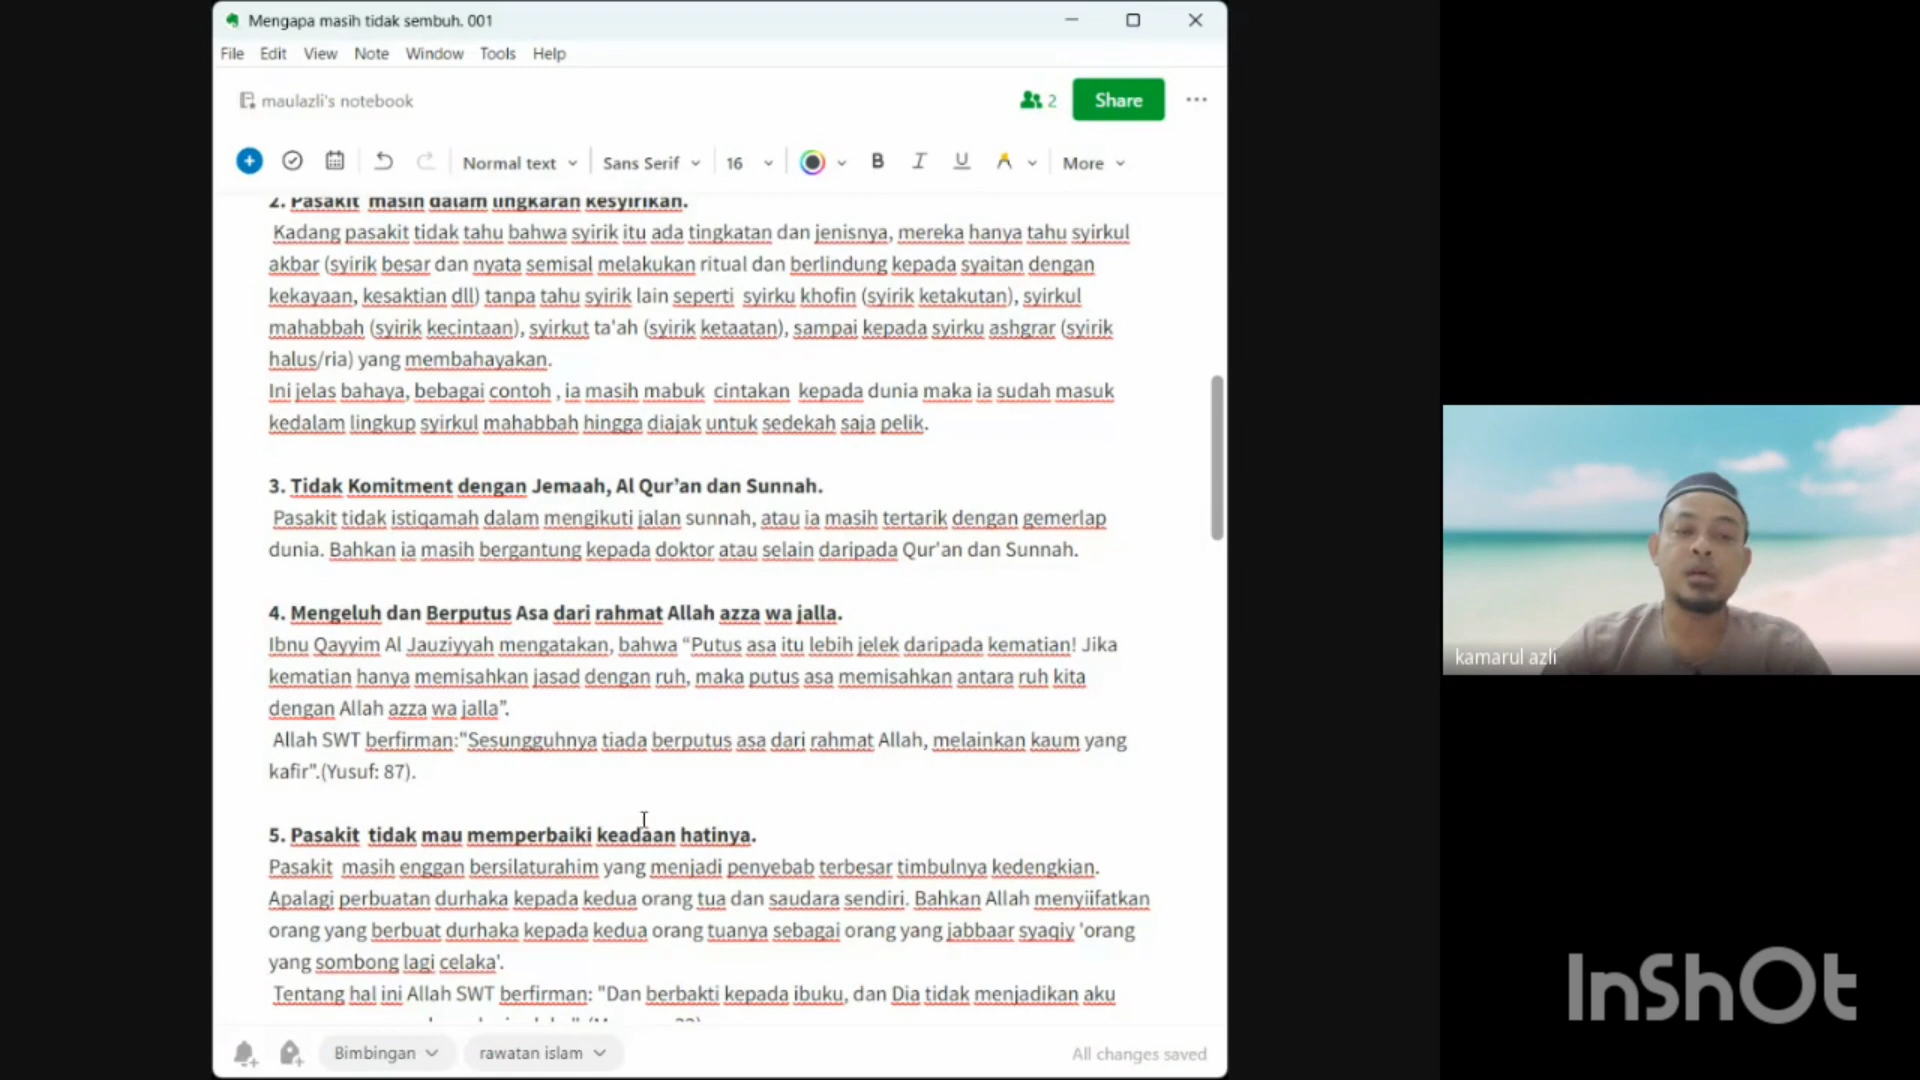 Mengapa masih tidak sembuh. 001
File Edit View Note Window Tools Help
maulazli's notebook
2
Share
Normal text
Sans Serif
16
B I U A
More
2. Pasakit masih dalam lingkaran kesyirikan.
Kadang pasakit tidak tahu bahwa syirik itu ada tingkatan dan jenisnya, mereka hanya tahu syirkul
akbar (syirik besar dan nyata semisal melakukan ritual dan berlindung kepada syaitan dengan
kekayaan, kesaktian dll) tanpa tahu syirik lain seperti syirku khofin (syirik ketakutan), syirkul
mahabbah (syirik kecintaan), syirkut ta'ah (syirik ketaatan), sampai kepada syirku ashgrar (syirik
halus/ria) yang membahayakan.
Ini jelas bahaya, bebagai contoh , ia masih mabuk cintakan kepada dunia maka ia sudah masuk
kedalam lingkup syirkul mahabbah hingga diajak untuk sedekah saja pelik.
3. Tidak Komitment dengan Jemaah, Al Qur'an dan Sunnah.
Pasakit tidak istiqamah dalam mengikuti jalan sunnah, atau ia masih tertarik dengan gemerlap
dunia. Bahkan ia masih bergantung kepada doktor atau selain daripada Qur'an dan Sunnah.
4. Mengeluh dan Berputus Asa dari rahmat Allah azza wa jalla.
Ibnu Qayyim Al Jauziyyah mengatakan, bahwa “Putus asa itu lebih jelek daripada kematian! Jika
kematian hanya memisahkan jasad dengan ruh, maka putus asa memisahkan antara ruh kita
dengan Allah azza wa jalla”.
Allah SWT berfirman:"Sesungguhnya tiada berputus asa dari rahmat Allah, melainkan kaum yang
kafir”.(Yusuf: 87).
5. Pasakit tidak mau memperbaiki keadaan hatinya.
Pasakit masih enggan bersilaturahim yang menjadi penyebab terbesar timbulnya kedengkian.
Apalagi perbuatan durhaka kepada kedua orang tua dan saudara sendiri. Bahkan Allah menyiifatkan
orang yang berbuat durhaka kepada kedua orang tuanya sebagai orang yang jabbaar syaqiy 'orang
yang sombong lagi celaka'.
Tentang hal ini Allah SWT berfirman: "Dan berbakti kepada ibuku, dan Dia tidak menjadikan aku
Bimbingan
rawatan islam
All changes saved
kamarul azli
InShOt